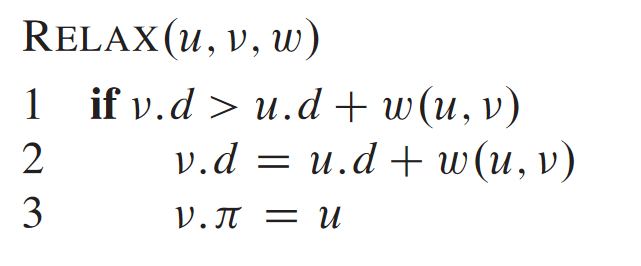 RELAX(u, v, w)
1 if v.d > u.d + w(u, v)
2 v.d = u.d + w(u, v)
3 v.π = u